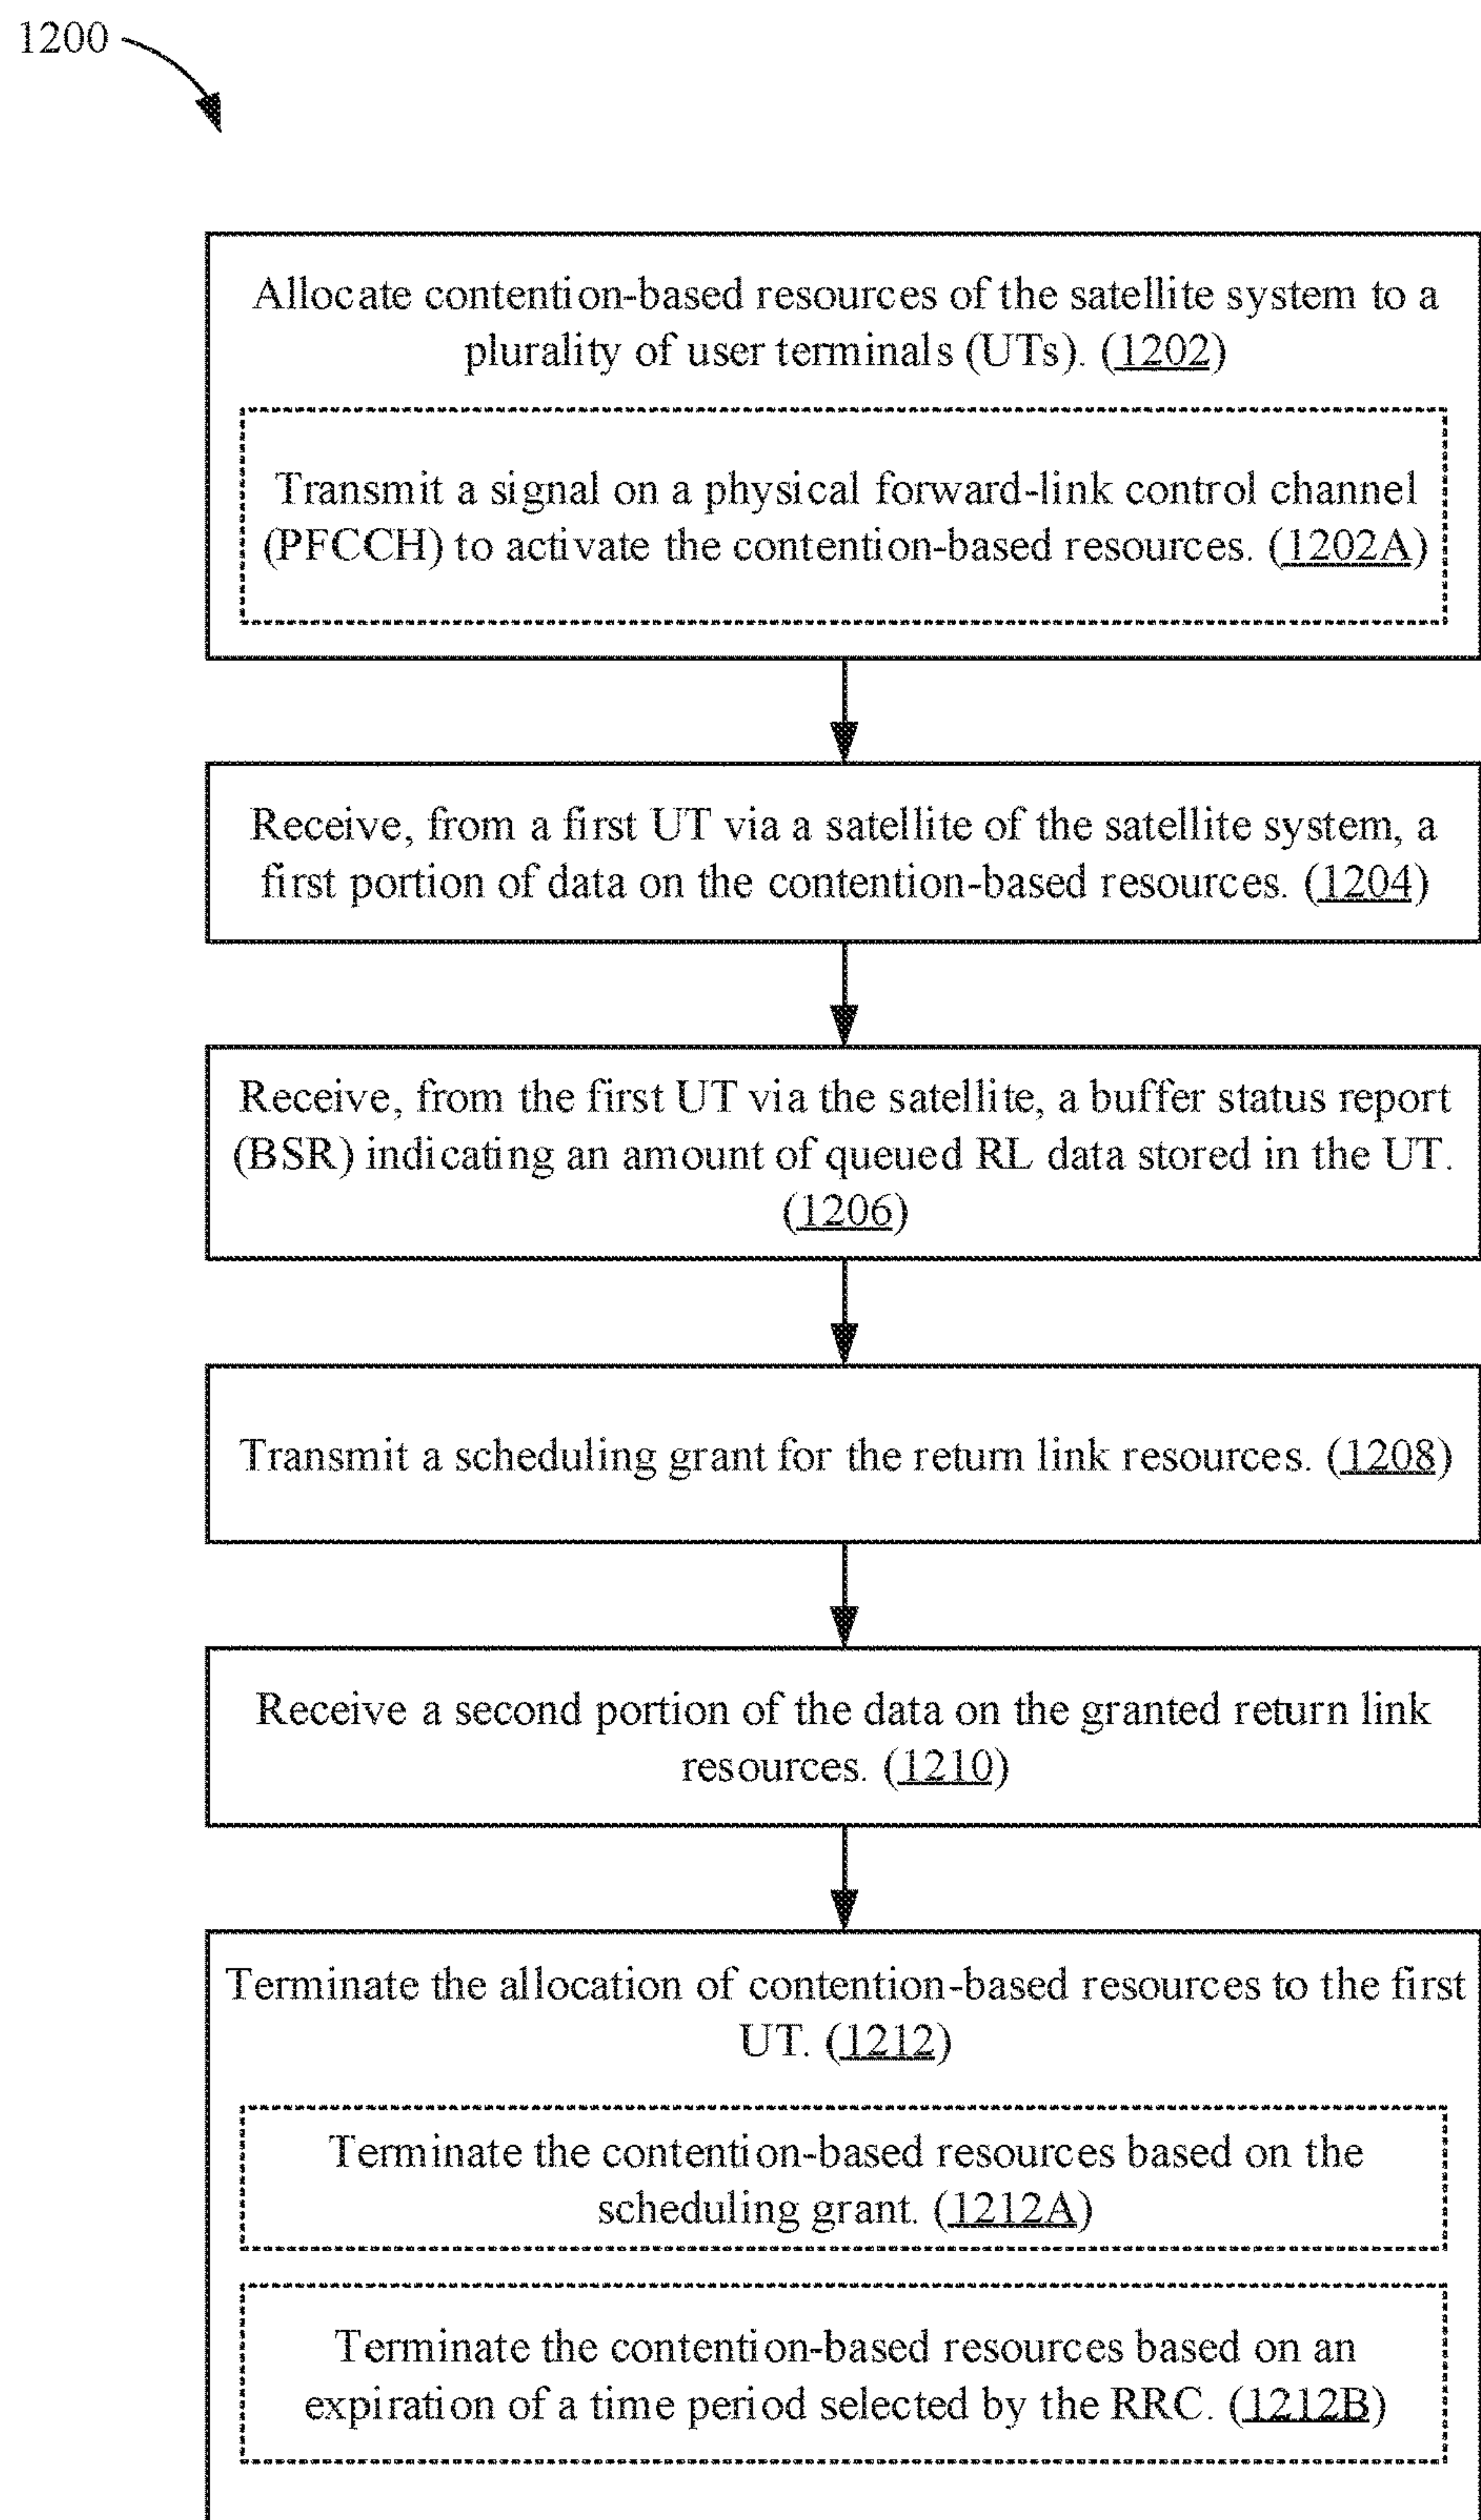 1200
Allocate contention-based resources of the satellite system to a
plurality of user terminals (UTs). (1202)
Transmit a signal on a physical forward-link control channel
(PFCCH) to activate the contention-based resources. (1202A)
Receive, from a first UT via a satellite of the satellite system, a
first portion of data on the contention-based resources. (1204)
Receive, from the first UT via the satellite, a buffer status report
(BSR) indicating an amount of queued RL data stored in the UT.
(1206)
Transmit a scheduling grant for the return link resources. (1208)
Receive a second portion of the data on the granted return link
resources. (1210)
Terminate the allocation of contention-based resources to the first
UT. (1212)
Terminate the contention-based resources based on the
scheduling grant. (1212A)
Terminate the contention-based resources based on an
expiration of a time period selected by the RRC. (1212B)